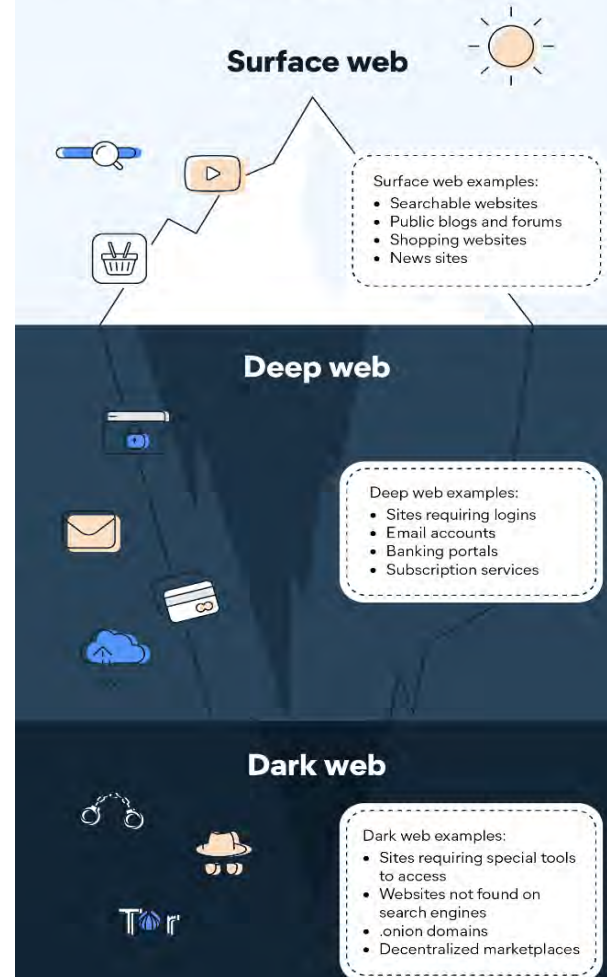 Surface web
Surface web examples:
• Searchable websites
• Public blogs and forums
• Shopping websites
• News sites
Deep web
Deep web examples:
• Sites requiring logins
• Email accounts
• Banking portals
• Subscription services
Dark web
Dark web examples:
• Sites requiring special tools
to access
• Websites not found on
search engines
• .onion domains
• Decentralized marketplaces
Tor